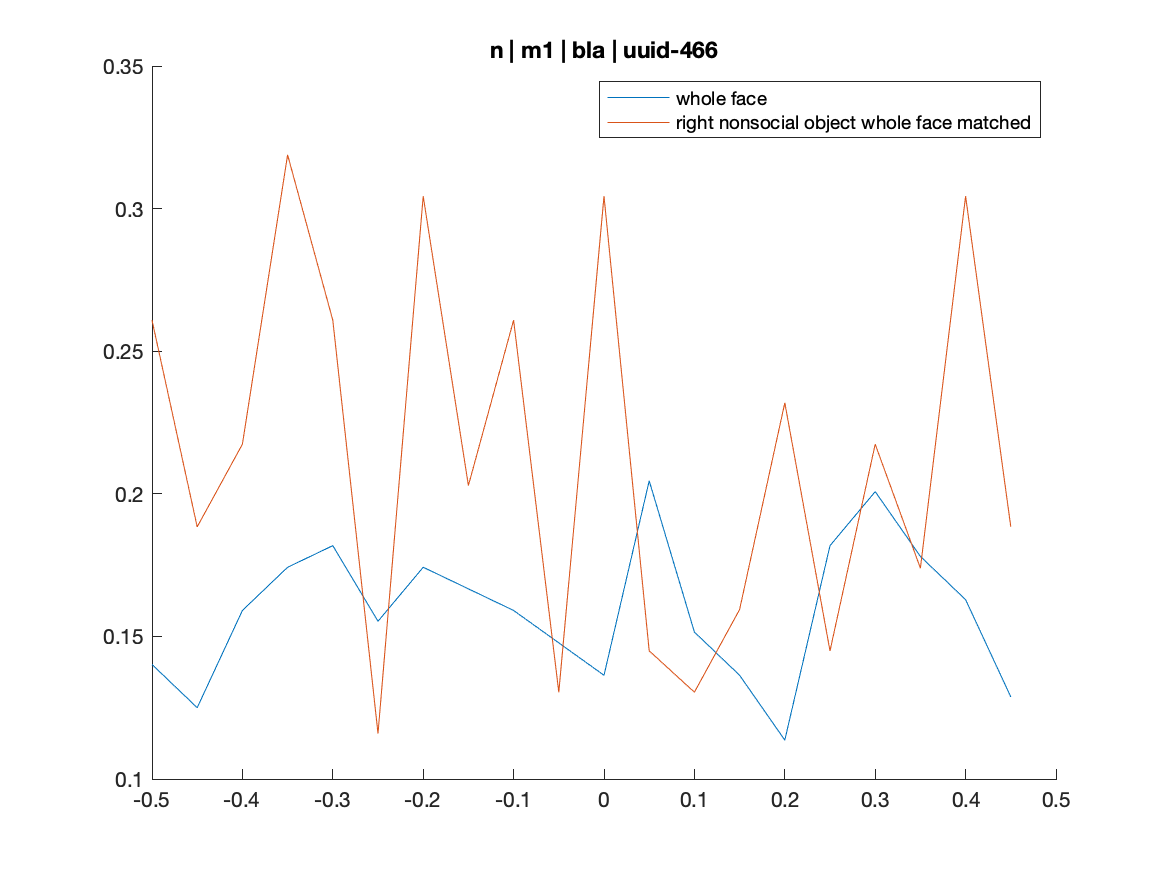 n | m1 | bla | uuid-466
0.35
whole face
right nonsocial object whole face matched
0.3
0.25
0.2
0.15
0.1
-0.5 -0.4 -0.3 -0.2 -0.1 0 0.1 0.2 0.3 0.4 0.5